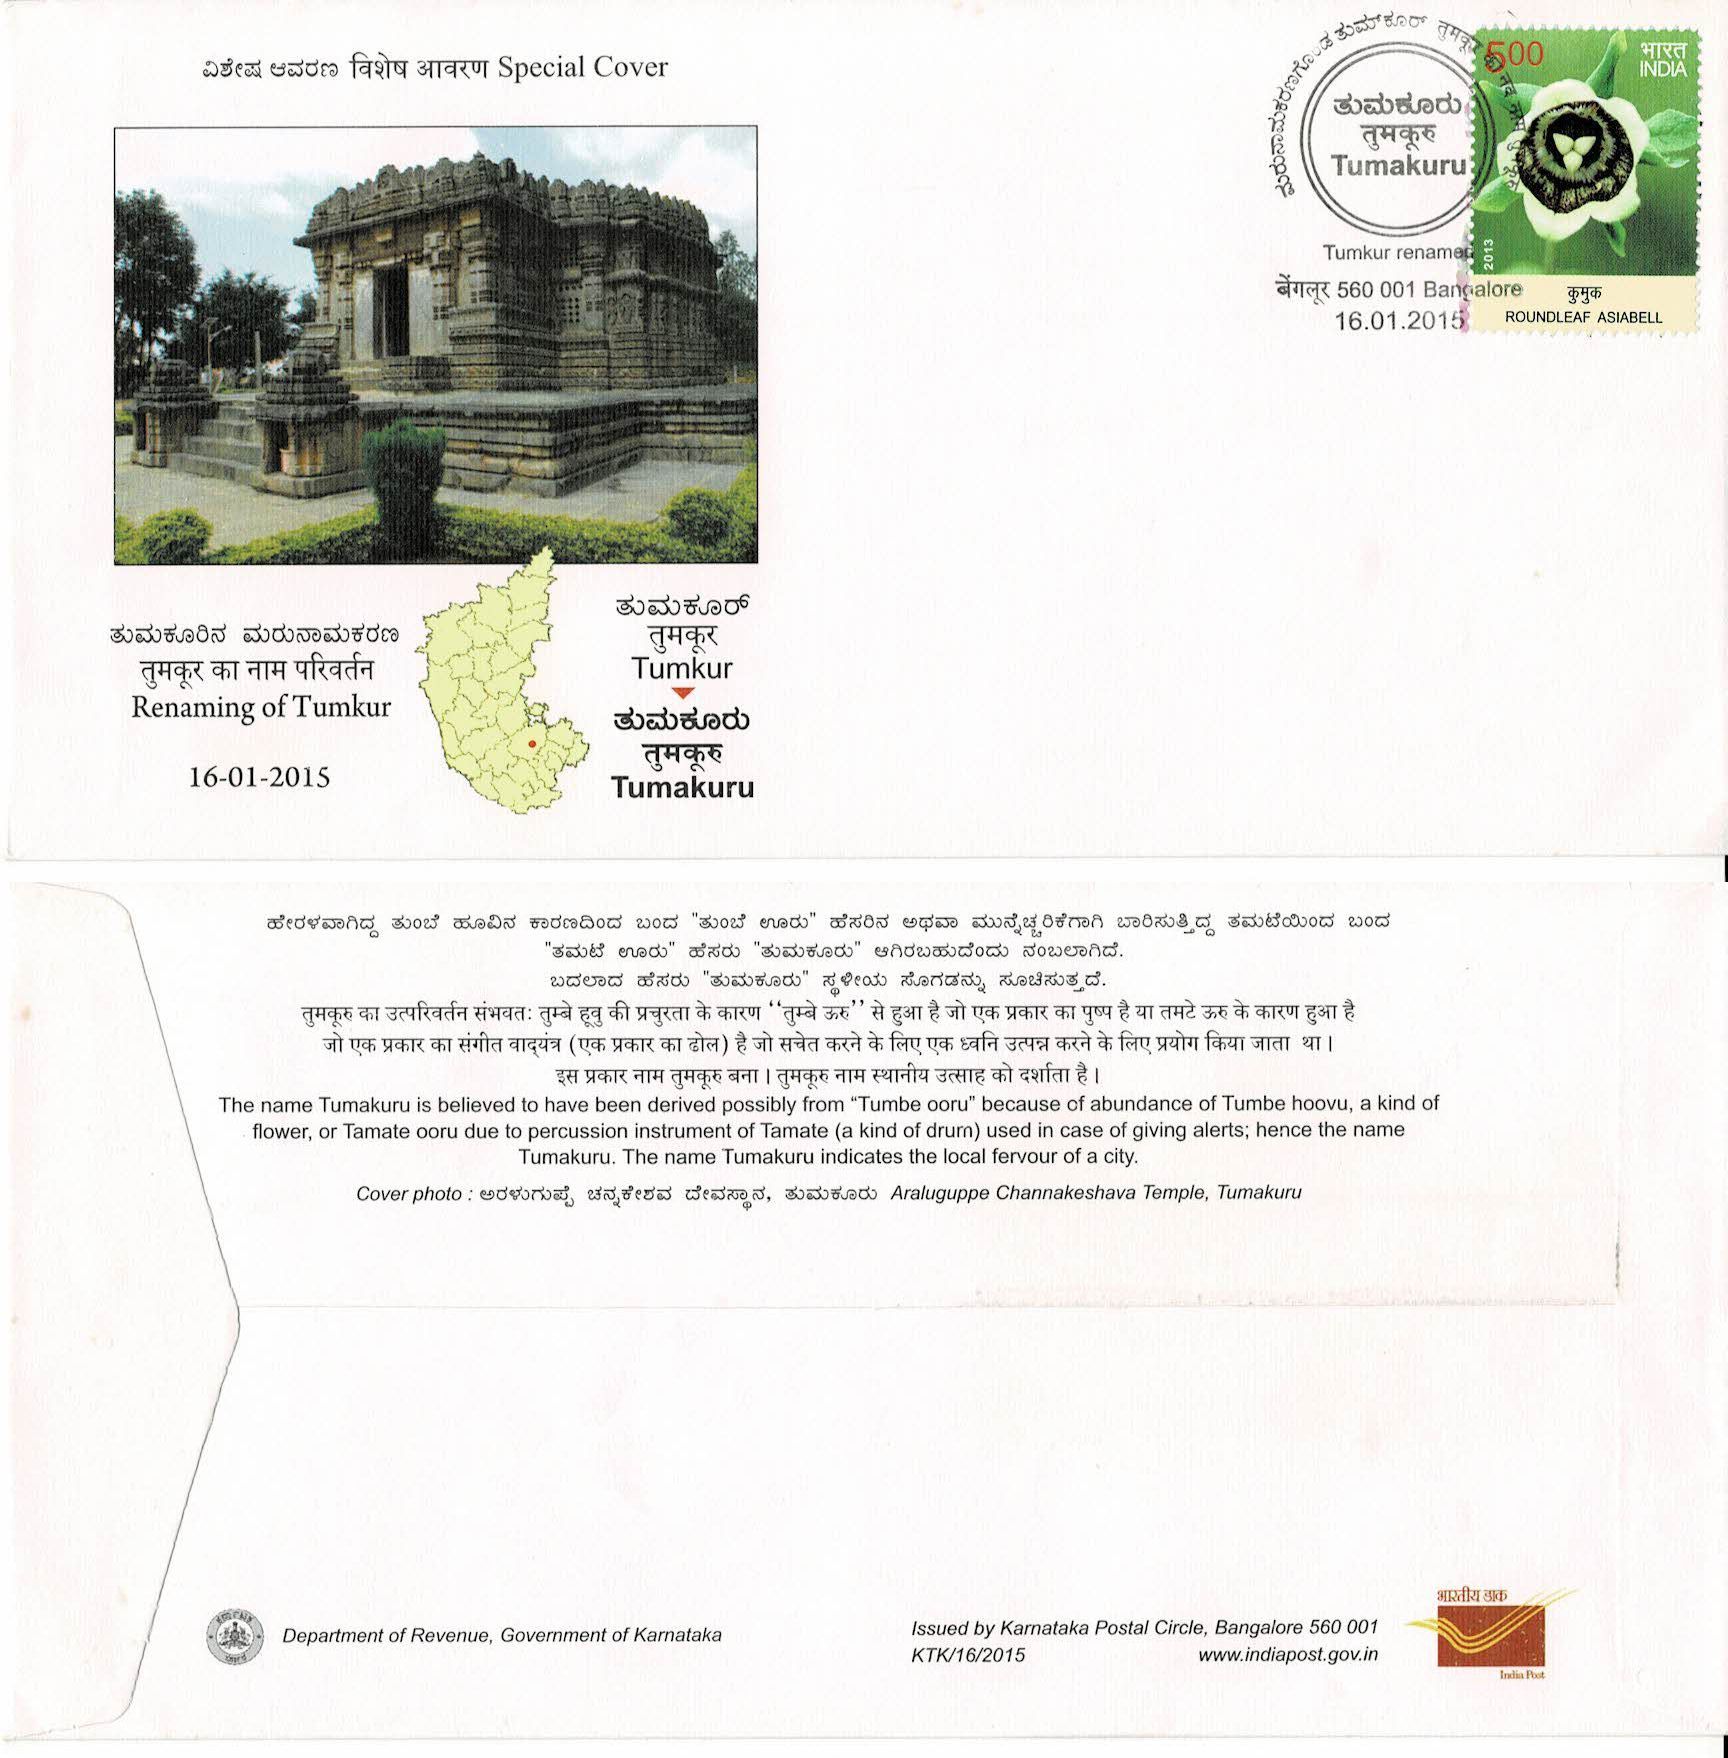 ವಿಶೇಷ ಆವರಣ विशेष आवरण Special Cover
ಮರುನಾಮಕರಣಗೊಂಡ ತುಮ್‌ಕೂರ್ तुमकूर
ತುಮಕೂರು
तुमकूरु
Tumakuru
Tumkur renamed
बेंगलूर 560 001 Bangalore
16.01.2015
5.00
भारत
INDIA
2013
कुमुक
ROUNDLEAF ASIABELL
ತುಮಕೂರಿನ ಮರುನಾಮಕರಣ
तुमकूर का नाम परिवर्तन
Renaming of Tumkur
16-01-2015
ತುಮಕೂರ್
तुमकूर
Tumkur
ತುಮಕೂರು
तुमकूरु
Tumakuru
ಹೇರಳವಾಗಿದ್ದ ತುಂಬೆ ಹೂವಿನ ಕಾರಣದಿಂದ ಬಂದ "ತುಂಬೆ ಊರು" ಹೆಸರಿನ ಅಥವಾ ಮುನ್ನೆಚ್ಚರಿಕೆಗಾಗಿ ಬಾರಿಸುತ್ತಿದ್ದ ತಮಟೆಯಿಂದ ಬಂದ
"ತಮಟೆ ಊರು" ಹೆಸರು "ತುಮಕೂರು" ಆಗಿರಬಹುದೆಂದು ನಂಬಲಾಗಿದೆ.
ಬದಲಾದ ಹೆಸರು "ತುಮಕೂರು" ಸ್ಥಳೀಯ ಸೊಗಡನ್ನು ಸೂಚಿಸುತ್ತದೆ.
तुमकूरु का उत्परिवर्तन संभवतः तुम्बे हूवु की प्रचुरता के कारण ‘‘तुम्बे ऊरु’’ से हुआ है जो एक प्रकार का पुष्प है या तमटे ऊरु के कारण हुआ है
जो एक प्रकार का संगीत वाद्‌यंत्र (एक प्रकार का ढोल) है जो सचेत करने के लिए एक ध्वनि उत्पन्न करने के लिए प्रयोग किया जाता था।
इस प्रकार नाम तुमकूरु बना। तुमकूरु नाम स्थानीय उत्साह को दर्शाता है।
The name Tumakuru is believed to have been derived possibly from “Tumbe ooru” because of abundance of Tumbe hoovu, a kind of
flower, or Tamate ooru due to percussion instrument of Tamate (a kind of drum) used in case of giving alerts; hence the name
Tumakuru. The name Tumakuru indicates the local fervour of a city.
Cover photo : ಅರಳುಗುಪ್ಪೆ ಚನ್ನಕೇಶವ ದೇವಸ್ಥಾನ, ತುಮಕೂರು Araluguppe Channakeshava Temple, Tumakuru
Department of Revenue, Government of Karnataka
Issued by Karnataka Postal Circle, Bangalore 560 001
KTK/16/2015 www.indiapost.gov.in
भारतीय डाक
India Post